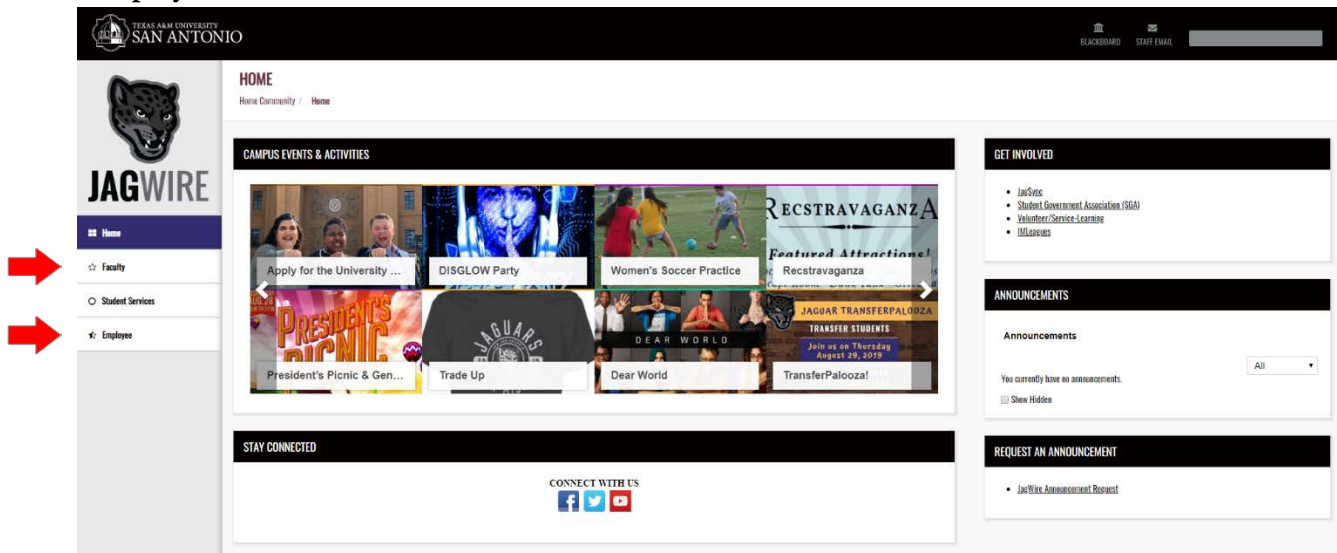 TEXAS A&M UNIVERSITY
SAN ANTONIO
BLACKBOARD
STAFF EMAIL
JAGWIRE
Home
Faculty
Student Services
Employee
HOME
Home Community / Home
CAMPUS EVENTS & ACTIVITIES
Apply for the University ...
DISGLOW Party
Women's Soccer Practice
RECSTRAVAGANZA
Featured Attractions!
Recstravaganza
PRESIDENT'S
PICNIC
President's Picnic & Gen...
JAGUARS
Trade Up
DEAR WORLD
Dear World
JAGUAR TRANSFERPALOOZA
TRANSFER STUDENTS
Join us on Thursday
August 29, 2019
TransferPalooza!
STAY CONNECTED
CONNECT WITH US
GET INVOLVED
JagSync
Student Government Association (SGA)
Volunteer/Service-Learning
IMLeagues
ANNOUNCEMENTS
Announcements
All
You currently have no announcements.
Show Hidden
REQUEST AN ANNOUNCEMENT
JagWire Announcement Request